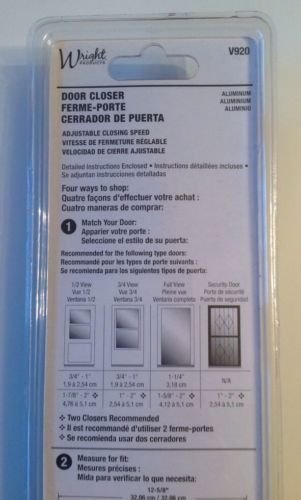 Wright
PRODUCTS
V920
DOOR CLOSER
FERME-PORTE
CERRADOR DE PUERTA
ALUMINUM
ALUMINIUM
ALUMINIO
ADJUSTABLE CLOSING SPEED
VITESSE DE FERMETURE RÉGLABLE
VELOCIDAD DE CIERRE AJUSTABLE
Detailed Instructions Enclosed • Instructions détaillées incluses •
Se adjuntan instrucciones detalladas
Four ways to shop:
Quatre façons d'effectuer votre achat :
Cuatro maneras de comprar:
1 Match Your Door:
Apparier votre porte :
Seleccione el estilo de su puerta:
Recommended for the following door types:
Recommandé pour les types de porte suivants :
Se recomienda para los siguientes tipos de puerta:
1/2 View
Vue 1/2
Ventana 1/2
3/4 View
Vue 3/4
Ventana 3/4
Full View
Pleine vue
Ventana completa
Security Door
Porte de sécurité
Puerta de seguridad
3/4" - 1"
1,9 à 2,54 cm
3/4" - 1"
1,9 à 2,54 cm
1-1/4"
3,18 cm
N/R
1-7/8" - 2"
4,76 à 5,1 cm
1" - 2"
2,54 à 5,1 cm
1-5/8" - 2"
4,12 à 5,1 cm
1" - 2"
2,54 à 5,1 cm
Two Closers Recommended
Il est recommandé d'utiliser 2 ferme-portes
Se recomienda usar dos cerradores
2 Measure for fit:
Mesures précises :
Mida para verificar lo que necesita:
12-5/8"
32,06 cm / 32,06 cm